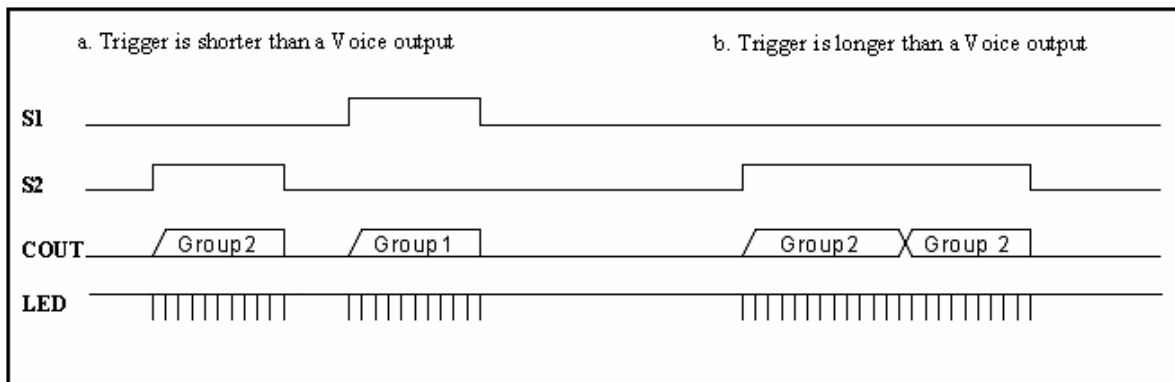 a. Trigger is shorter than a Voice output
b. Trigger is longer than a Voice output
S1
S2
COUT
Group2
Group1
Group2
Group 2
LED